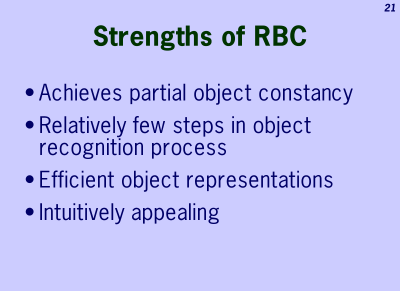 21
Strengths of RBC
• Achieves partial object constancy
• Relatively few steps in object
recognition process
• Efficient object representations
• Intuitively appealing